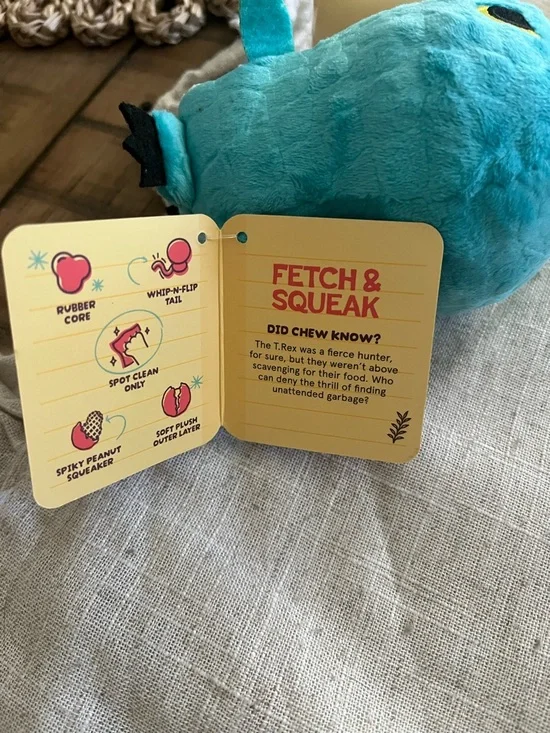 RUBBER
CORE
WHIP-N-FLIP
TAIL
SPOT CLEAN
ONLY
SPIKY PEANUT
SQUEAKER
SOFT PLUSH
OUTER LAYER
FETCH &
SQUEAK
DID CHEW KNOW?
The T.Rex was a fierce hunter,
for sure, but they weren't above
scavenging for their food. Who
can deny the thrill of finding
unattended garbage?